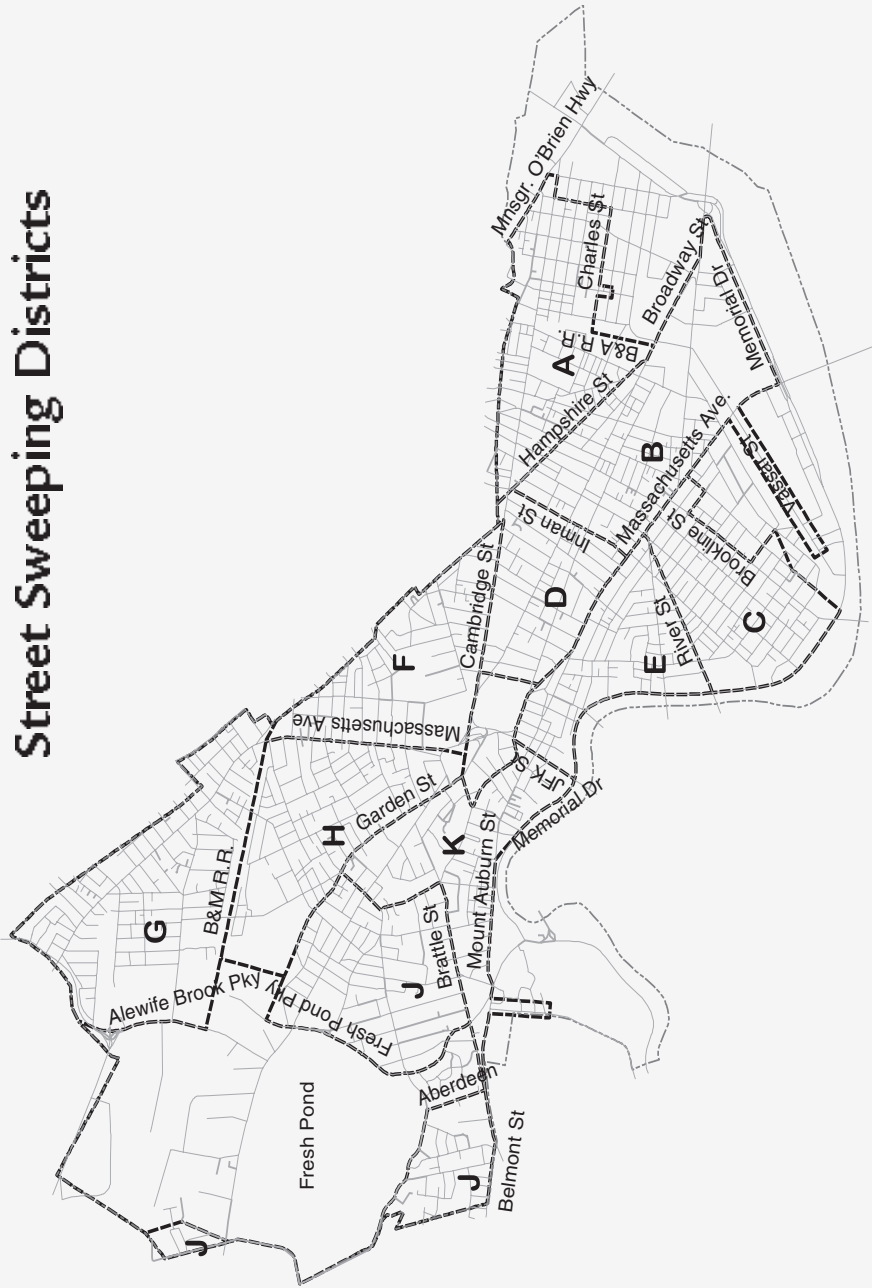 Street Sweeping Districts
Mnsgr. O'Brien Hwy
Charles St
Broadway St
B&A R.R.
Memorial Dr
A
Hampshire St
B
Massachusetts Ave.
Vassar St
Inman St
Brookline St
Cambridge St
D
River St
C
E
F
Massachusetts Ave
JFK St
Garden St
Memorial Dr
H
K
Mount Auburn St
B&M R.R.
G
Brattle St
J
Alewife Brook Pky
Fresh Pond Pky
Aberdeen
Fresh Pond
Belmont St
J
J